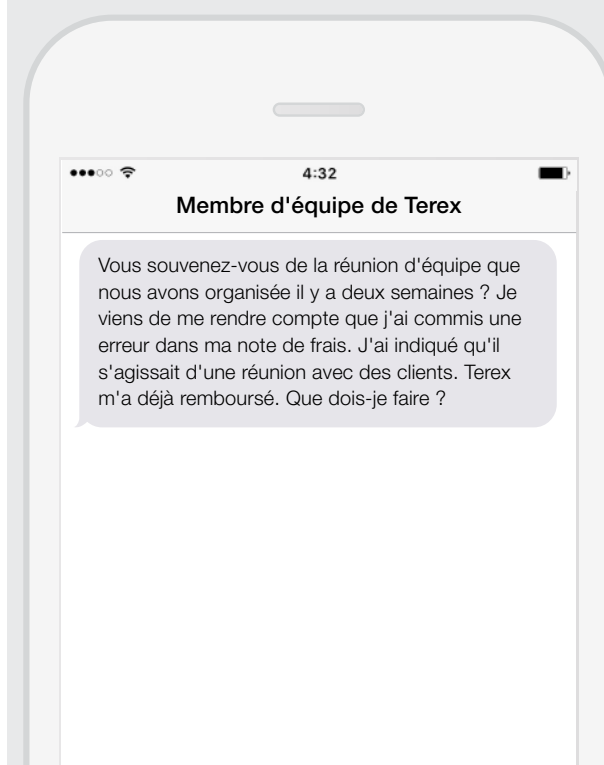 4:32
Membre d'équipe de Terex
Vous souvenez-vous de la réunion d'équipe que
nous avons organisée il y a deux semaines ? Je
viens de me rendre compte que j'ai commis une
erreur dans ma note de frais. J'ai indiqué qu'il
s'agissait d'une réunion avec des clients. Terex
m'a déjà remboursé. Que dois-je faire ?